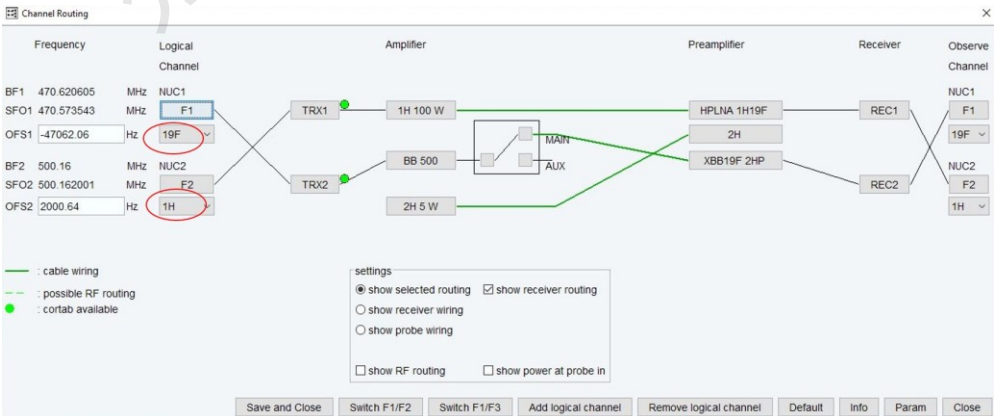 Channel Routing
Frequency Logical Channel Amplifier Preamplifier Receiver Observe Channel
BF1 470.620605 MHz NUC1 NUC1
SFO1 470.573543 MHz F1 TRX1 1H 100 W HPLNA 1H19F REC1 F1
OFS1 -47062.06 Hz 19F 2H 19F
MAIN
BF2 500.16 MHz NUC2 BB 500 AUX XBB19F 2HP NUC2
SFO2 500.162001 MHz F2 TRX2 REC2 F2
OFS2 2000.64 Hz 1H 2H 5 W 1H
: cable wiring
: possible RF routing
: cortab available
settings
show selected routing show receiver routing
show receiver wiring
show probe wiring
show RF routing show power at probe in
Save and Close Switch F1/F2 Switch F1/F3 Add logical channel Remove logical channel Default Info Param Close